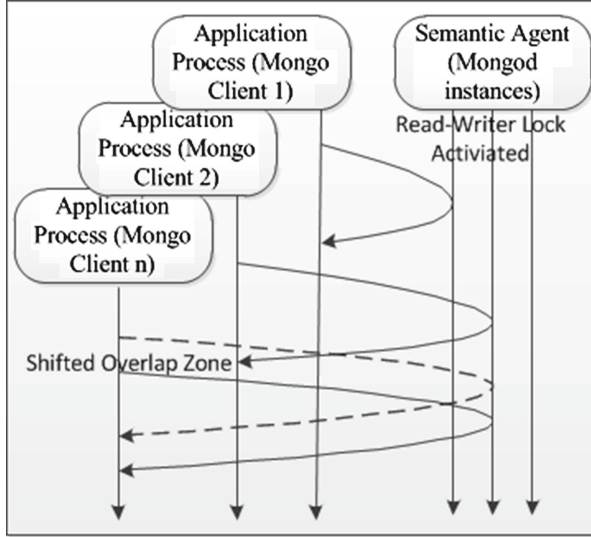 Application
Process (Mongo
Client 1)
Semantic Agent
(Mongod
instances)
Read-Writer Lock
Activiated
Application
Process (Mongo
Client 2)
Application
Process (Mongo
Client n)
Shifted Overlap Zone